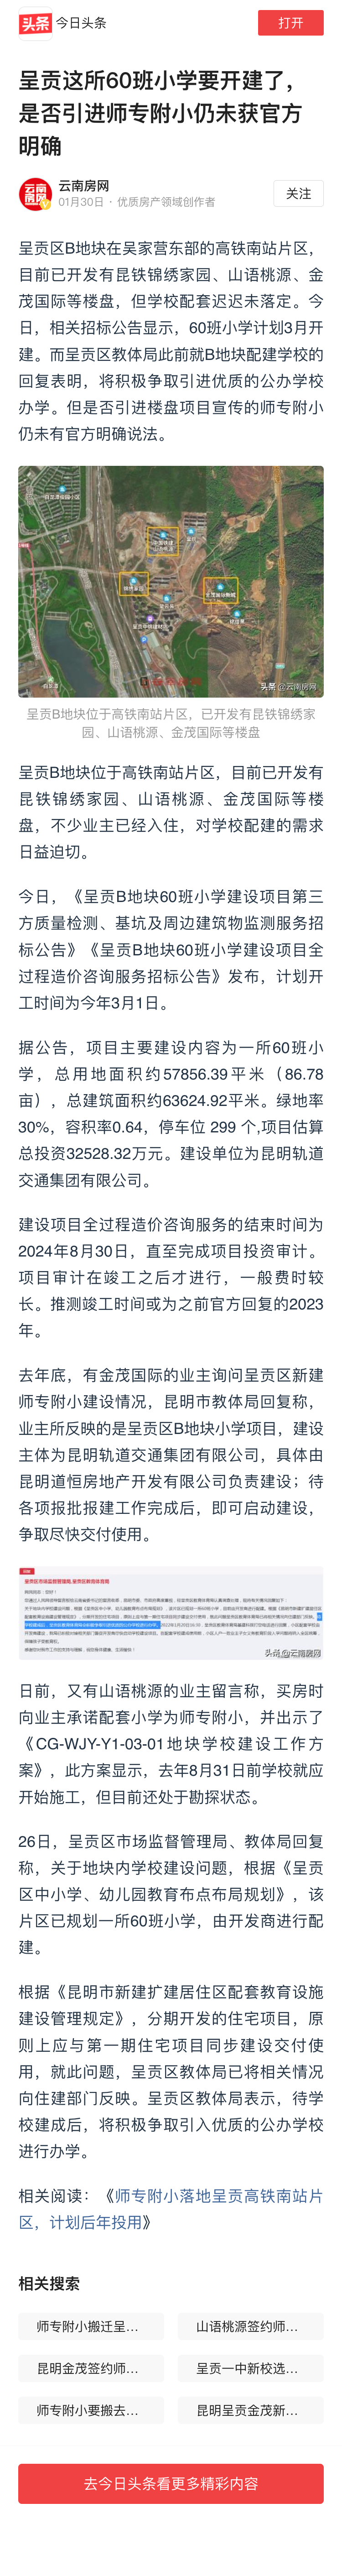 头条 今日头条
打开
呈贡这所60班小学要开建了，
是否引进师专附小仍未获官方
明确
云南房网
云南房网
01月30日 · 优质房产领域创作者
关注
呈贡区B地块在吴家营东部的高铁南站片区，
目前已开发有昆铁锦绣家园、山语桃源、金
茂国际等楼盘，但学校配套迟迟未落定。今
日，相关招标公告显示，60班小学计划3月开
建。而呈贡区教体局此前就B地块配建学校的
回复表明，将积极争取引进优质的公办学校
办学。但是否引进楼盘项目宣传的师专附小
仍未有官方明确说法。
头条 @云南房网
呈贡B地块位于高铁南站片区，已开发有昆铁锦绣家
园、山语桃源、金茂国际等楼盘
呈贡B地块位于高铁南站片区，目前已开发有
昆铁锦绣家园、山语桃源、金茂国际等楼
盘，不少业主已经入住，对学校配建的需求
日益迫切。
今日，《呈贡B地块60班小学建设项目第三
方质量检测、基坑及周边建筑物监测服务招
标公告》《呈贡B地块60班小学建设项目全
过程造价咨询服务招标公告》发布，计划开
工时间为今年3月1日。
据公告，项目主要建设内容为一所60班小
学，总用地面积约57856.39平米（86.78
亩），总建筑面积约63624.92平米。绿地率
30%，容积率0.64，停车位 299 个,项目估算
总投资32528.32万元。建设单位为昆明轨道
交通集团有限公司。
建设项目全过程造价咨询服务的结束时间为
2024年8月30日，直至完成项目投资审计。
项目审计在竣工之后才进行，一般费时较
长。推测竣工时间或为之前官方回复的2023
年。
去年底，有金茂国际的业主询问呈贡区新建
师专附小建设情况，昆明市教体局回复称，
业主所反映的是呈贡区B地块小学项目，建设
主体为昆明轨道交通集团有限公司，具体由
昆明道恒房地产开发有限公司负责建设；待
各项报批报建工作完成后，即可启动建设，
争取尽快交付使用。
头条 @云南房网
日前，又有山语桃源的业主留言称，买房时
向业主承诺配套小学为师专附小，并出示了
《CG-WJY-Y1-03-01地块学校建设工作方
案》，此方案显示，去年8月31日前学校就应
开始施工，但目前还处于勘探状态。
26日，呈贡区市场监督管理局、教体局回复
称，关于地块内学校建设问题，根据《呈贡
区中小学、幼儿园教育布点布局规划》，该
片区已规划一所60班小学，由开发商进行配
建。
根据《昆明市新建扩建居住区配套教育设施
建设管理规定》，分期开发的住宅项目，原
则上应与第一期住宅项目同步建设交付使
用，就此问题，呈贡区教体局已将相关情况
向住建部门反映。呈贡区教体局表示，待学
校建成后，将积极争取引入优质的公办学校
进行办学。
相关阅读：《师专附小落地呈贡高铁南站片
区，计划后年投用》
相关搜索
师专附小搬迁呈…
山语桃源签约师…
昆明金茂签约师…
呈贡一中新校选…
师专附小要搬去…
昆明呈贡金茂新…
去今日头条看更多精彩内容